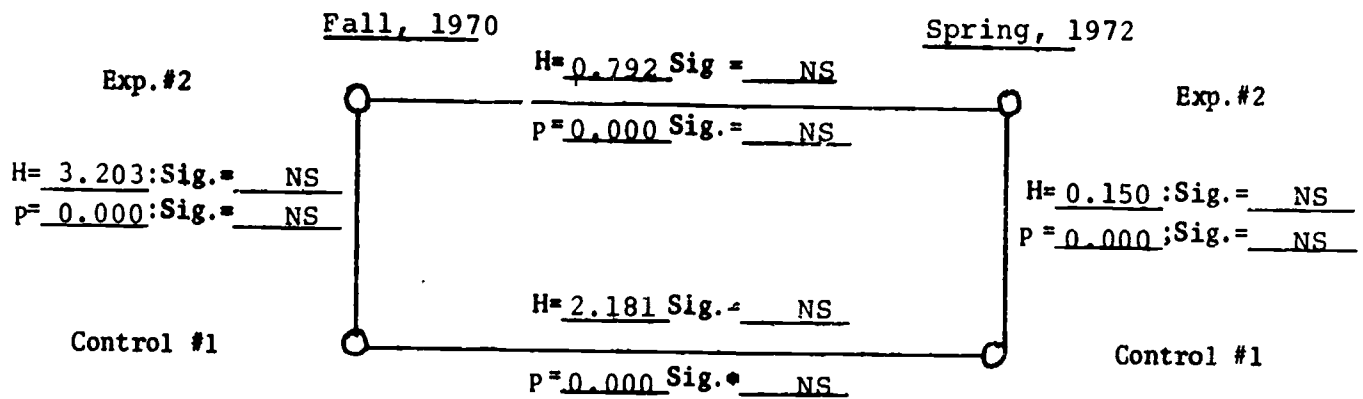 Fall, 1970
Spring, 1972
Exp.#2
H= 0.792 Sig = NS
Exp.#2
p= 0.000 Sig.= NS
H= 3.203:Sig.= NS
p= 0.000:Sig.= NS
H= 0.150 :Sig.= NS
p = 0.000 ;Sig.= NS
H= 2.181 Sig.= NS
Control #1
Control #1
p= 0.000 Sig.= NS